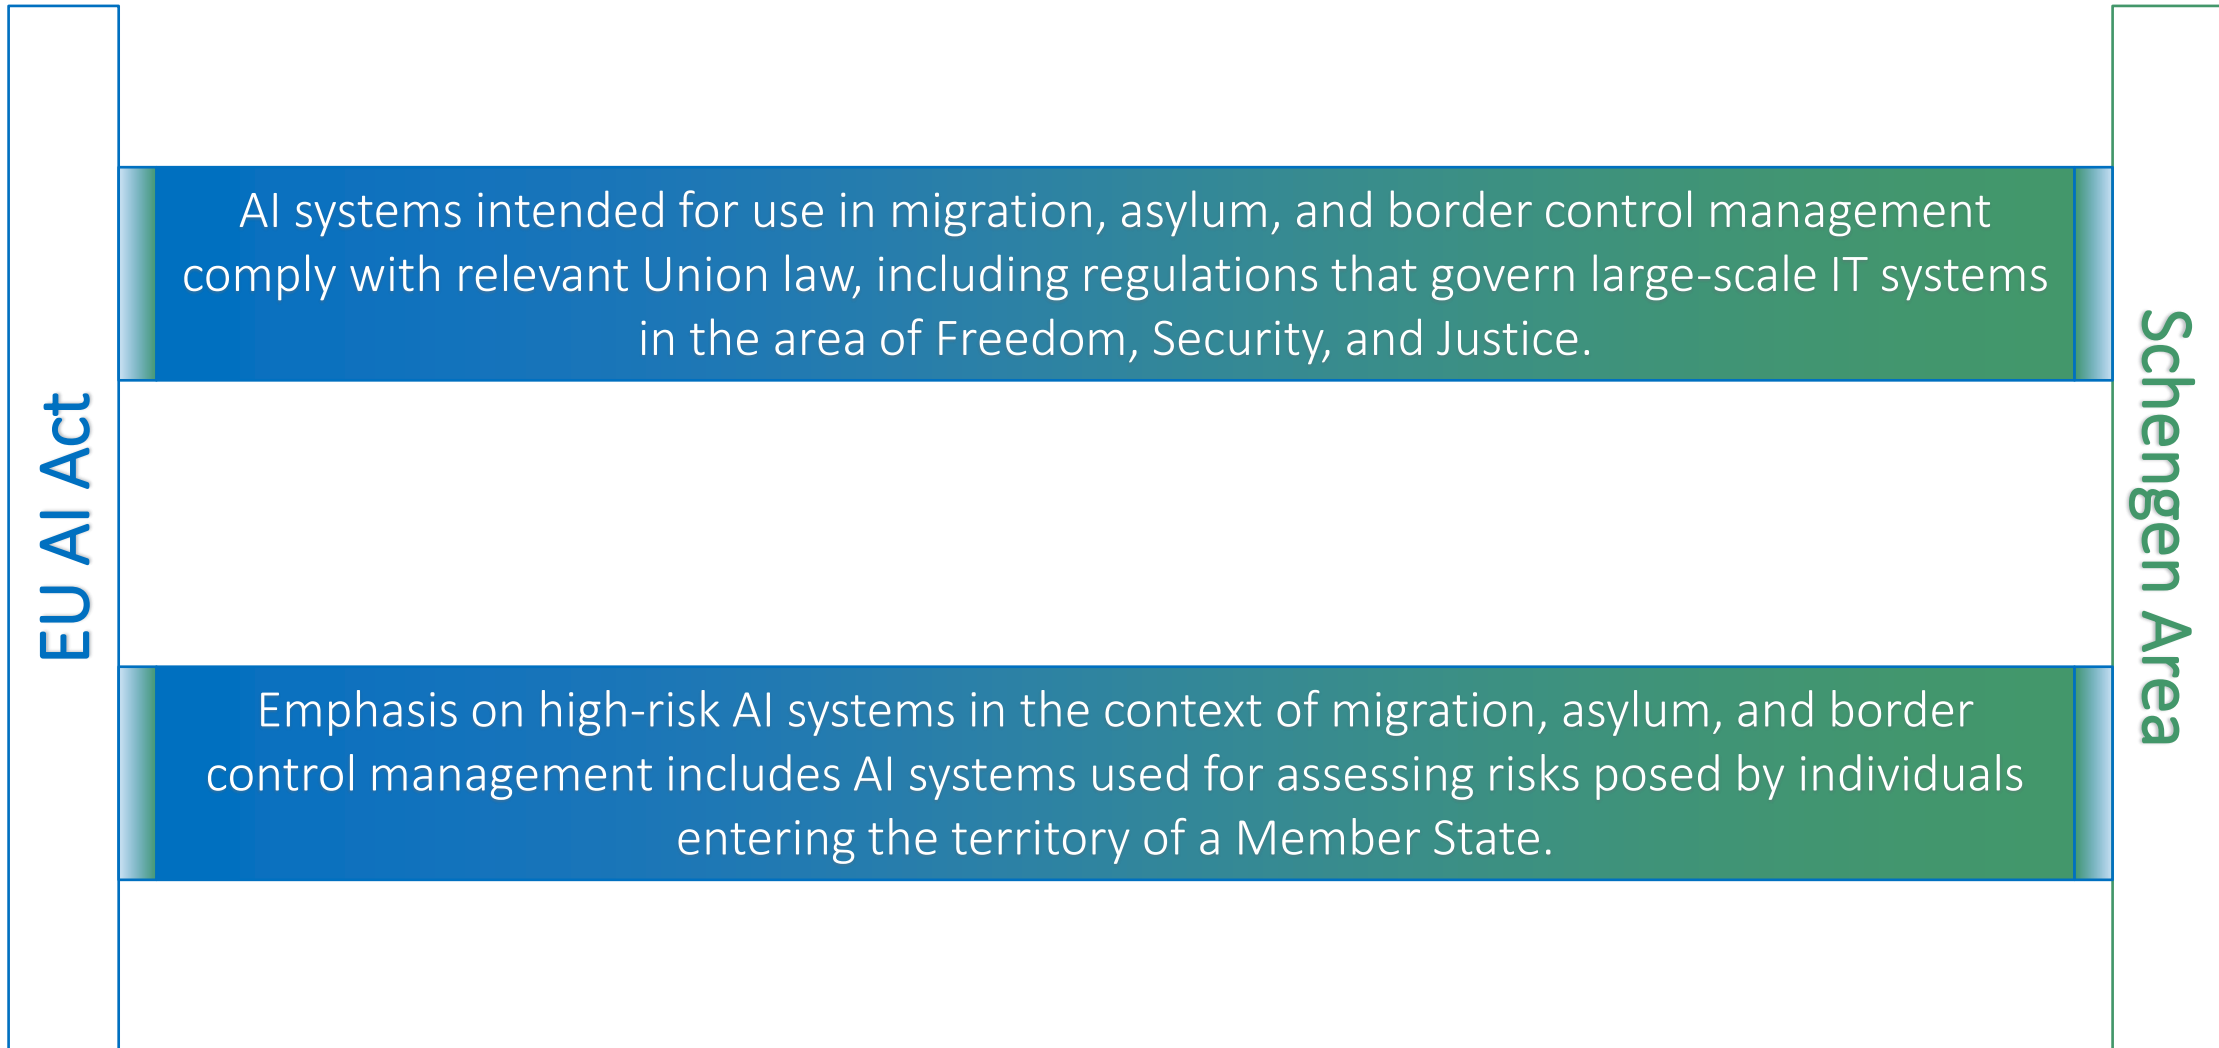 EU AI Act
AI systems intended for use in migration, asylum, and border control management
comply with relevant Union law, including regulations that govern large-scale IT systems
in the area of Freedom, Security, and Justice.
Emphasis on high-risk AI systems in the context of migration, asylum, and border
control management includes AI systems used for assessing risks posed by individuals
entering the territory of a Member State.
Schengen Area